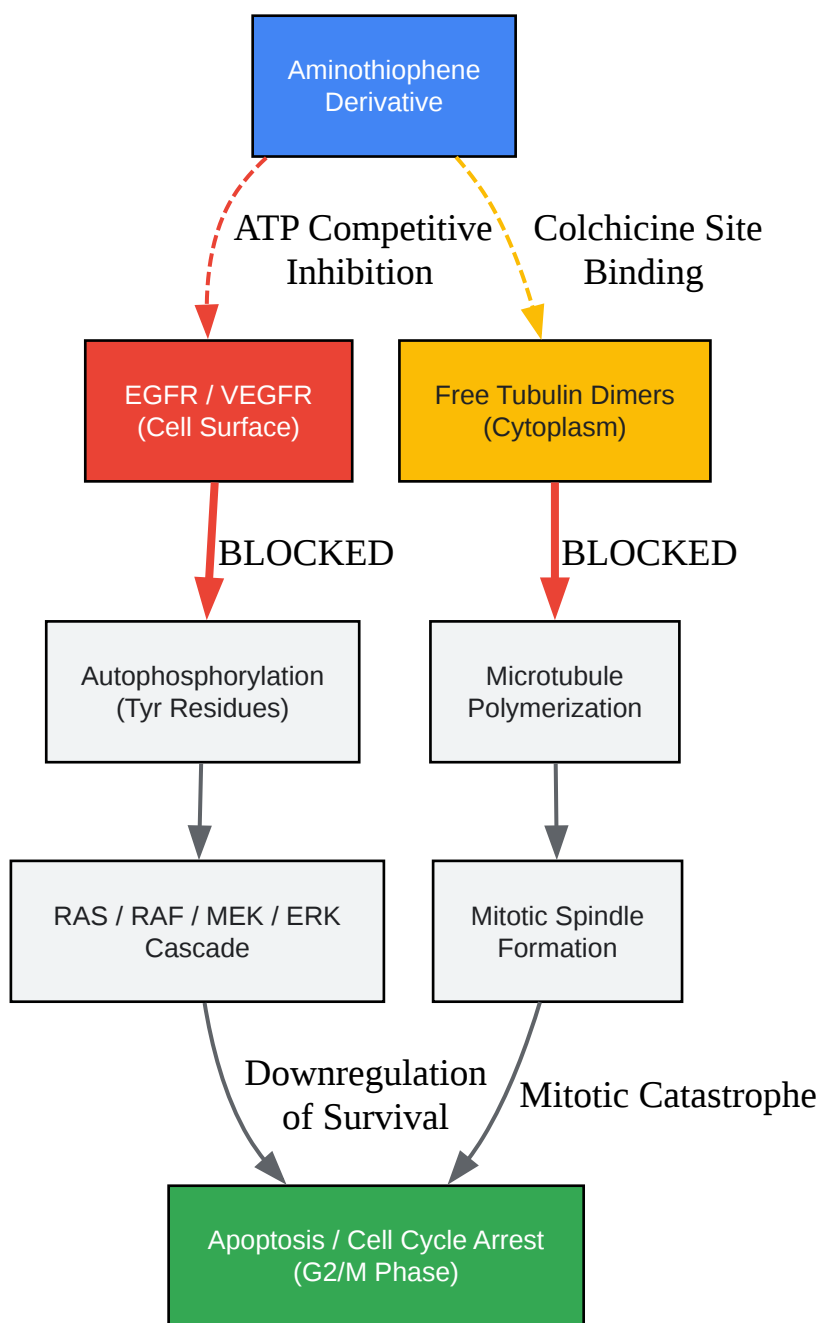 Aminothiophene
Derivative
ATP Competitive
Inhibition
Colchicine Site
Binding
EGFR / VEGFR
(Cell Surface)
Free Tubulin Dimers
(Cytoplasm)
BLOCKED
BLOCKED
Autophosphorylation
(Tyr Residues)
Microtubule
Polymerization
RAS / RAF / MEK / ERK
Cascade
Mitotic Spindle
Formation
Downregulation
of Survival
Mitotic Catastrophe
Apoptosis / Cell Cycle Arrest
(G2/M Phase)